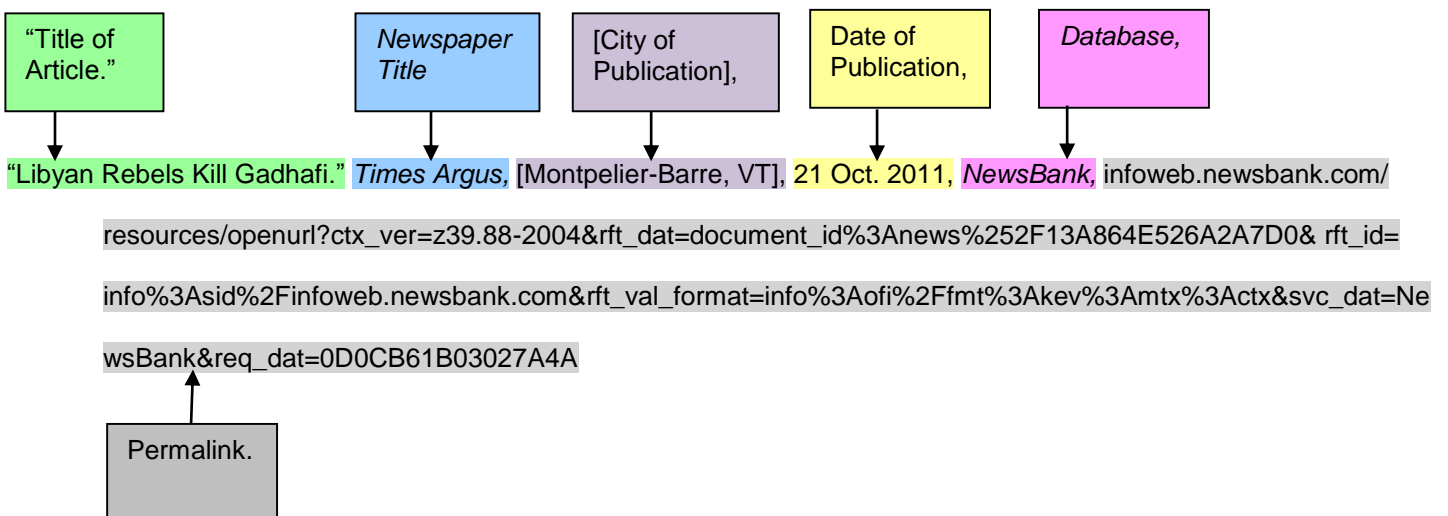 “Title of
Article.”
Newspaper
Title
[City of
Publication],
Date of
Publication,
Database,
“Libyan Rebels Kill Gadhafi.” Times Argus, [Montpelier-Barre, VT], 21 Oct. 2011, NewsBank, infoweb.newsbank.com/
resources/openurl?ctx_ver=z39.88-2004&rft_dat=document_id%3Anews%252F13A864E526A2A7D0& rft_id=
info%3Asid%2Finfoweb.newsbank.com&rft_val_format=info%3Aofi%2Ffmt%3Akev%3Amtx%3Actx&svc_dat=Ne
wsBank&req_dat=0D0CB61B03027A4A
Permalink.